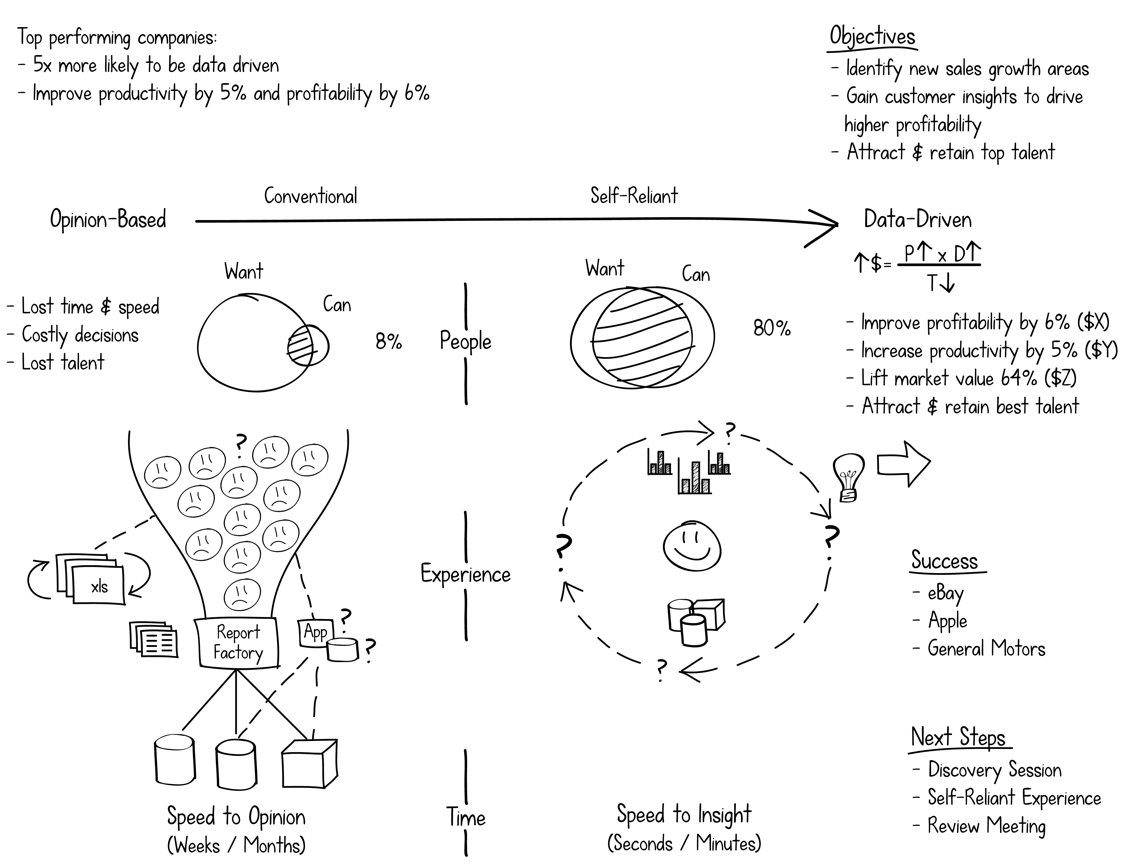 Top performing companies:
- 5x more likely to be data driven
- Improve productivity by 5% and profitability by 6%
Objectives
- Identify new sales growth areas
- Gain customer insights to drive
higher profitability
- Attract & retain top talent
Conventional
Self-Reliant
Opinion-Based
Data-Driven
↑$= P↑ x D↑
T↓
Want
Can
- Lost time & speed
- Costly decisions
- Lost talent
8%
People
Want
Can
80%
- Improve profitability by 6% ($X)
- Increase productivity by 5% ($Y)
- Lift market value 64% ($Z)
- Attract & retain best talent
?
xls
Report
Factory
App
?
?
Experience
?
?
?
?
Success
- eBay
- Apple
- General Motors
Next Steps
- Discovery Session
- Self-Reliant Experience
- Review Meeting
Speed to Opinion
(Weeks / Months)
Time
Speed to Insight
(Seconds / Minutes)